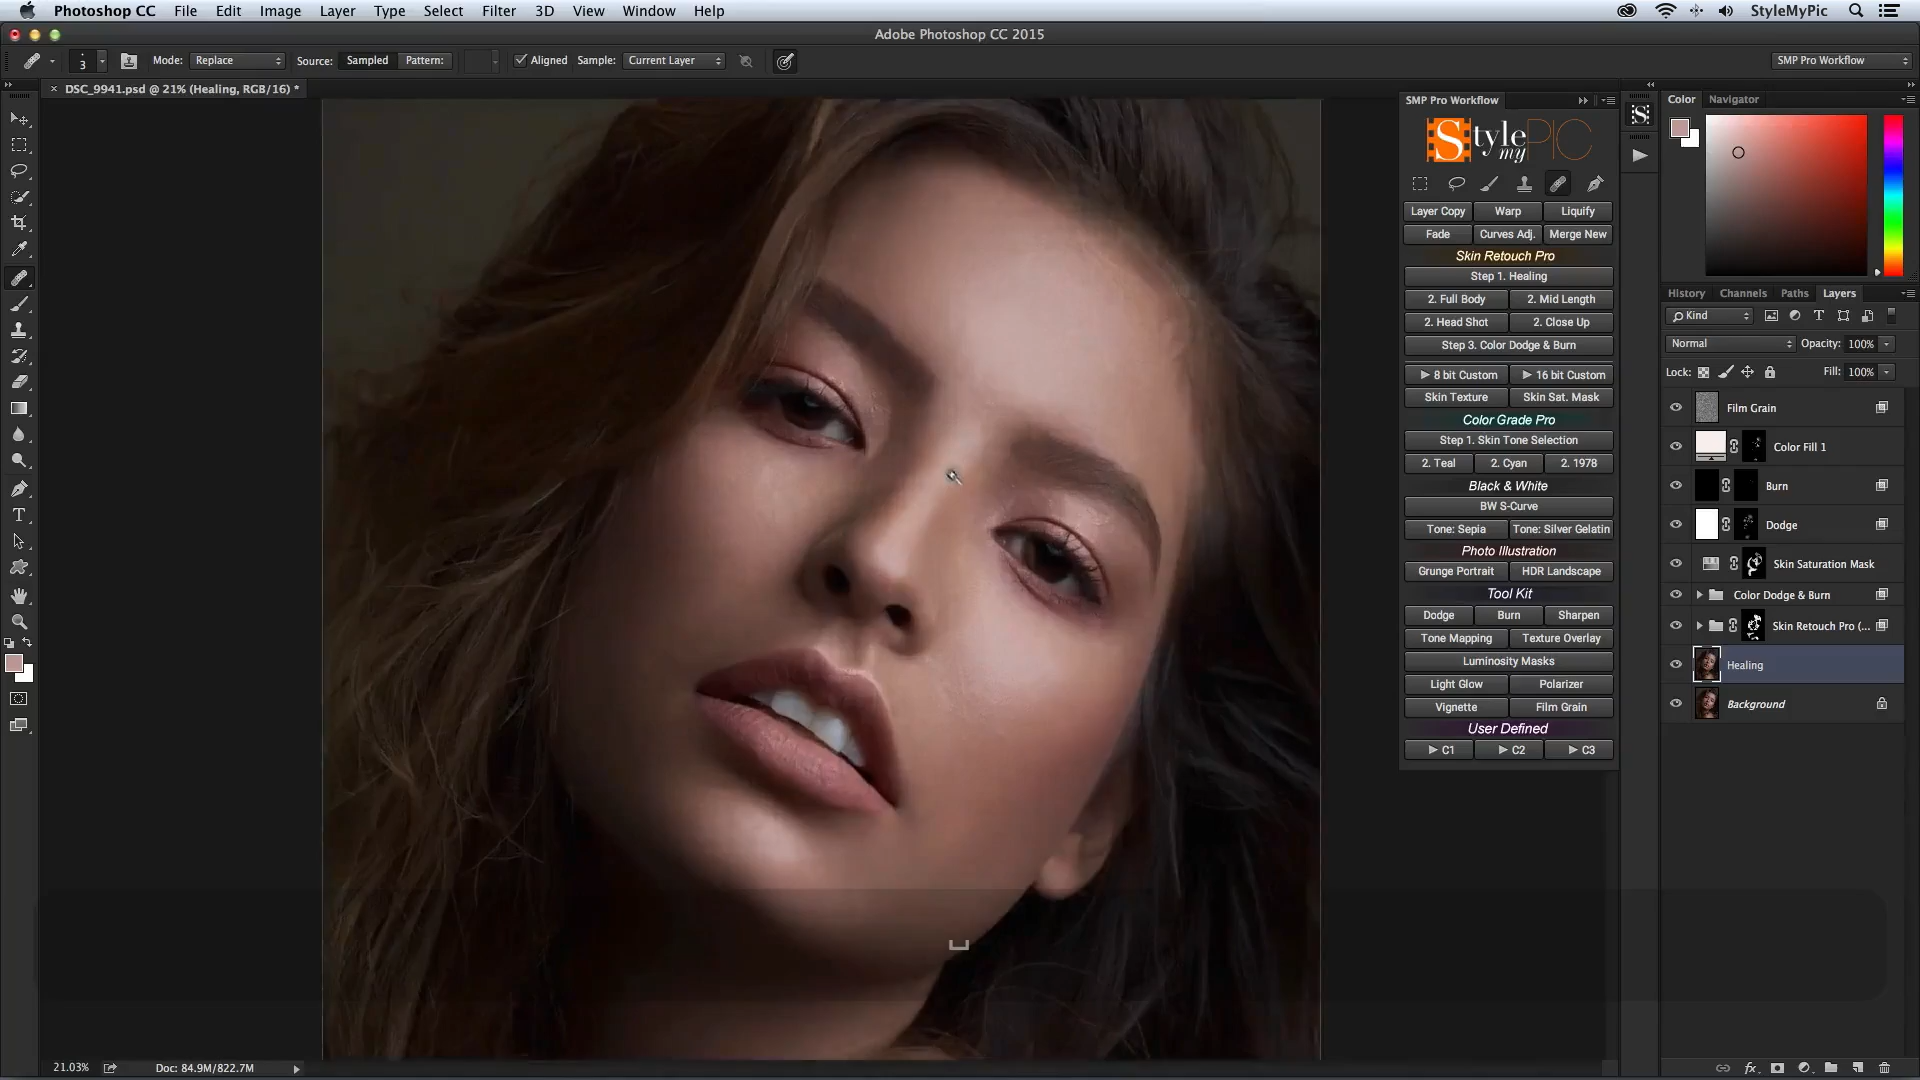 Photoshop CC File Edit Image Layer Type Select Filter 3D View Window Help StyleMyPic
Adobe Photoshop CC 2015
3 Mode: Replace Source: Sampled Pattern: Aligned Sample: Current Layer SMP Pro Workflow
× DSC_9941.psd @ 21% (Healing, RGB/16) *
SMP Pro Workflow
Style my PIC
Layer Copy Warp Liquify
Fade Curves Adj. Merge New
Skin Retouch Pro
Step 1. Healing
2. Full Body 2. Mid Length
2. Head Shot 2. Close Up
Step 3. Color Dodge & Burn
8 bit Custom 16 bit Custom
Skin Texture Skin Sat. Mask
Color Grade Pro
Step 1. Skin Tone Selection
2. Teal 2. Cyan 2. 1978
Black & White
BW S-Curve
Tone: Sepia Tone: Silver Gelatin
Photo Illustration
Grunge Portrait HDR Landscape
Tool Kit
Dodge Burn Sharpen
Tone Mapping Texture Overlay
Luminosity Masks
Light Glow Polarizer
Vignette Film Grain
User Defined
C1 C2 C3
Color Navigator
History Channels Paths Layers
Kind
Normal Opacity: 100%
Lock: Fill: 100%
Film Grain
Color Fill 1
Burn
Dodge
Skin Saturation Mask
Color Dodge & Burn
Skin Retouch Pro (...
Healing
Background
21.03% Doc: 84.9M/822.7M
fx